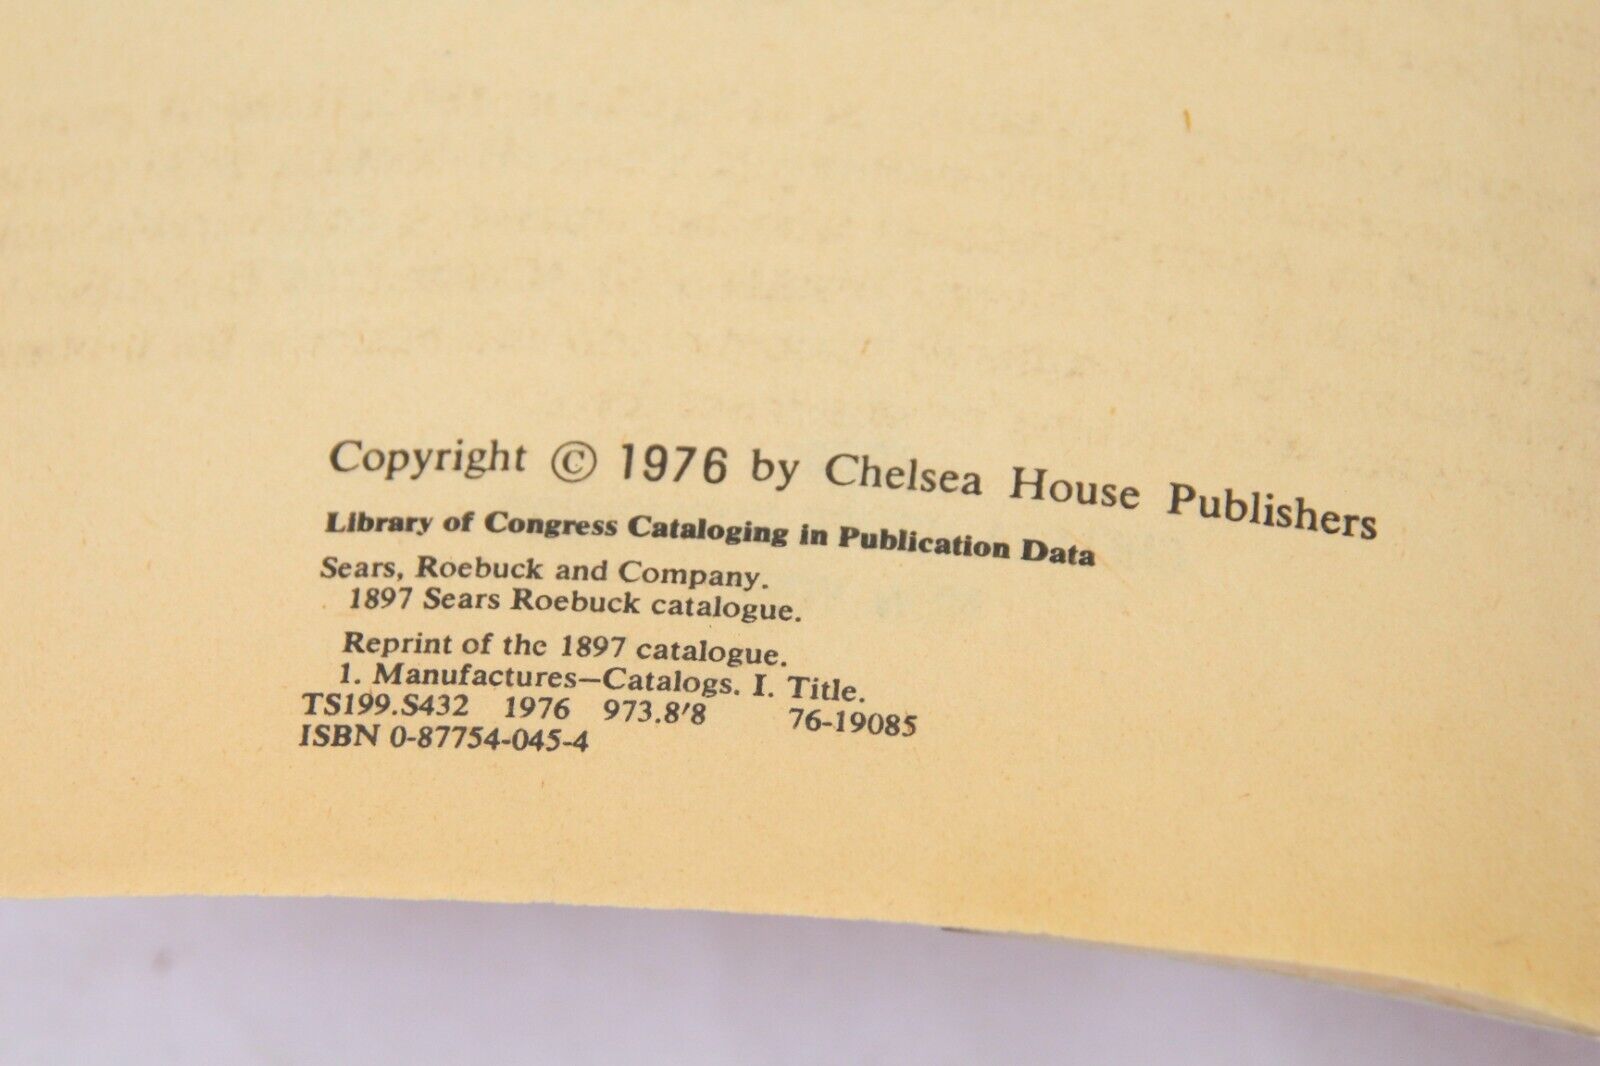 Copyright © 1976 by Chelsea House Publishers
Library of Congress Cataloging in Publication Data
Sears, Roebuck and Company.
1897 Sears Roebuck catalogue.
Reprint of the 1897 catalogue.
1. Manufactures—Catalogs. I. Title.
TS199.S432 1976 973.8'8 76-19085
ISBN 0-87754-045-4